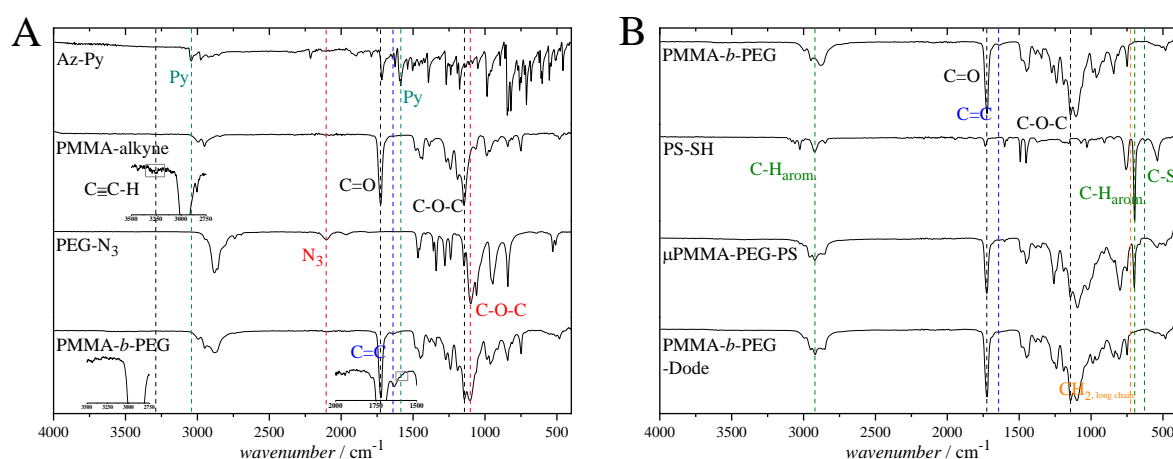 A
Az-Py
Py
Py
PMMA-alkyne
C≡C-H
3500 3250 3000 2750
C=O
C-O-C
PEG-N3
N3
C-O-C
PMMA-b-PEG
C=C
3500 3250 3000 2750
2000 1750 1500
4000 3500 3000 2500 2000 1500 1000 500
wavenumber / cm-1
B
PMMA-b-PEG
C=O
C=C
C-O-C
PS-SH
C-Harom
C-Harom
C-S
µPMMA-PEG-PS
PMMA-b-PEG
-Dode
CH2, long chain
4000 3500 3000 2500 2000 1500 1000 500
wavenumber / cm-1